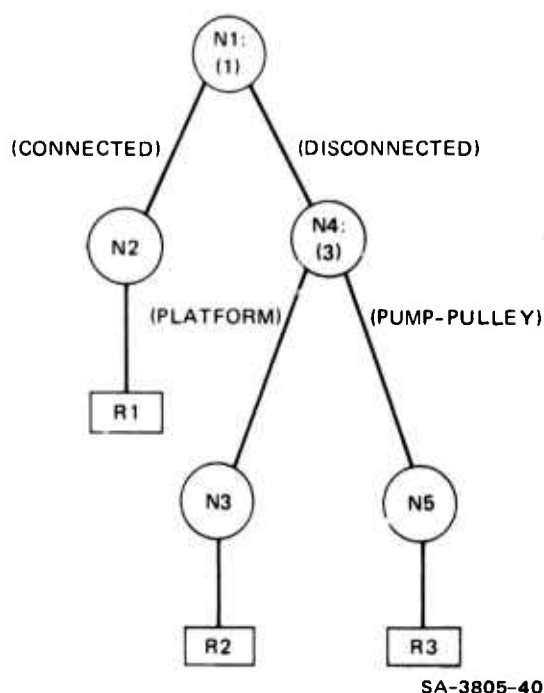 N1:
(1)
(CONNECTED)
(DISCONNECTED)
N2
N4:
(3)
(PLATFORM)
(PUMP-PULLEY)
R1
N3
N5
R2
R3
SA-3805-40